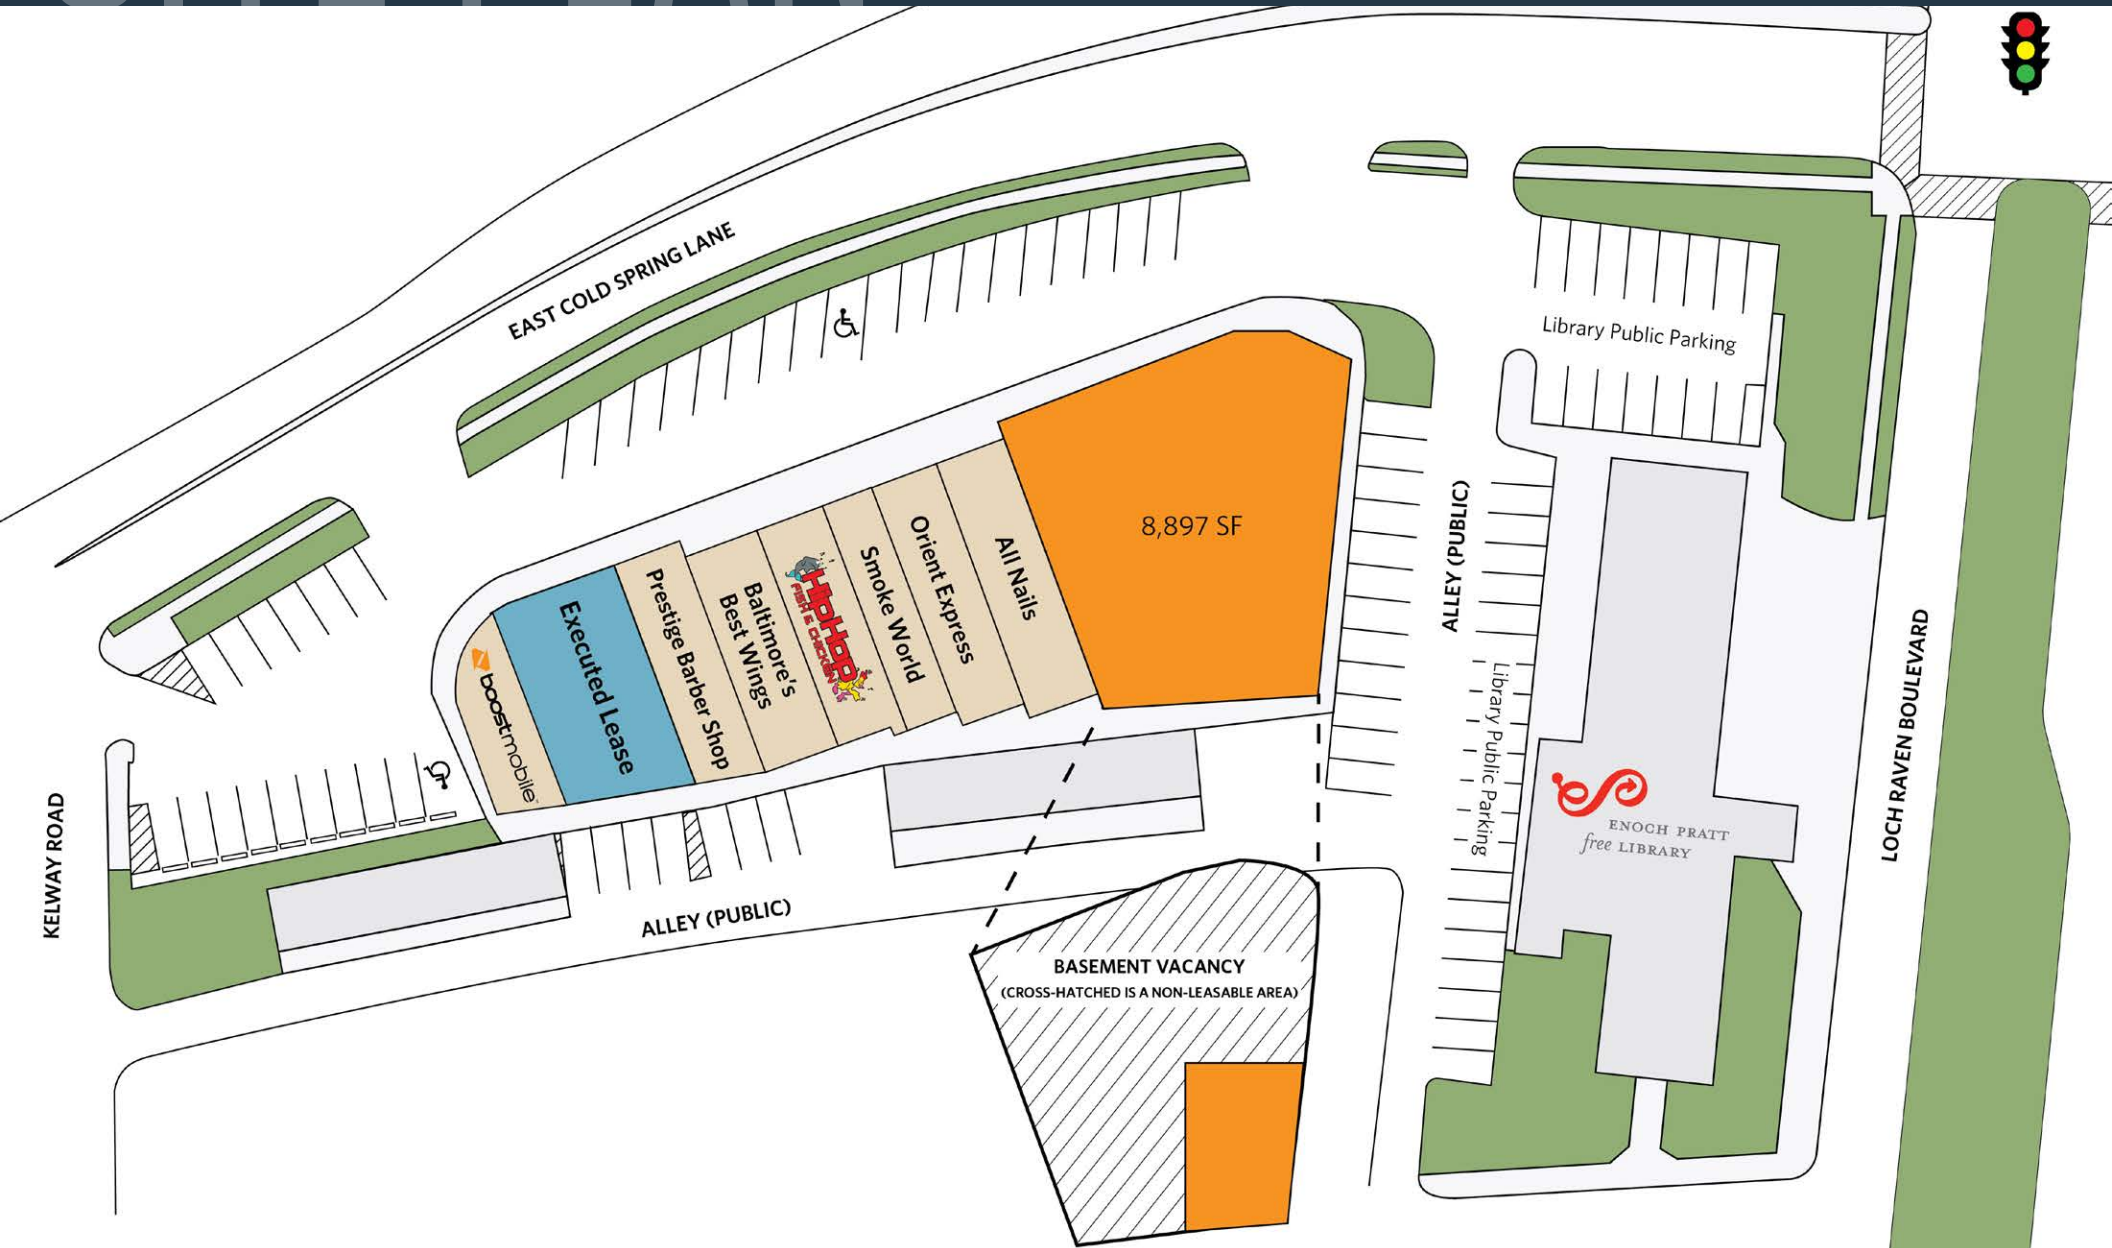 EAST COLD SPRING LANE
Library Public Parking
8,897 SF
ALLEY (PUBLIC)
Library Public Parking
LOCH RAVEN BOULEVARD
boostmobile
Executed Lease
Prestige Barber Shop
Baltimore's
Best Wings
HipHop
FISH & CHICKEN
Smoke World
Orient Express
All Nails
ENOCH PRATT
free LIBRARY
KELWAY ROAD
ALLEY (PUBLIC)
BASEMENT VACANCY
(CROSS-HATCHED IS A NON-LEASABLE AREA)